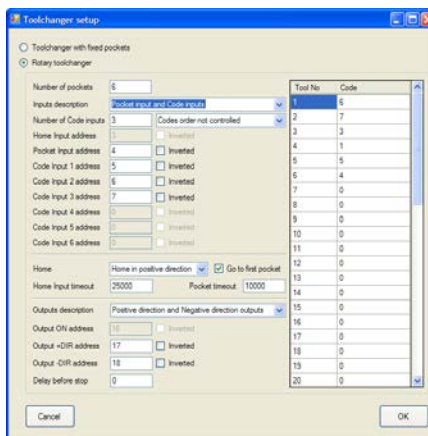 Toolchanger setup
Toolchanger with fixed pockets
Rotary toolchanger
Number of pockets 6
Inputs description Pocket input and Code inputs
Number of Code inputs 3 Codes order not controlled
Home Input address Inverted
Pocket Input address 4 Inverted
Code Input 1 address 5 Inverted
Code Input 2 address 6 Inverted
Code Input 3 address 7 Inverted
Code Input 4 address 0 Inverted
Code Input 5 address 0 Inverted
Code Input 6 address 0 Inverted
Home Home in positive direction Go to first pocket
Home Input timeout 25000 Pocket timeout 10000
Outputs description Positive direction and Negative direction outputs
Output ON address 16 Inverted
Output +DIR address 17 Inverted
Output -DIR address 18 Inverted
Delay before stop 0
Tool No Code
1 6
2 7
3 3
4 1
5 5
6 4
7 0
8 0
9 0
10 0
11 0
12 0
13 0
14 0
15 0
16 0
17 0
18 0
19 0
20 0
Cancel OK